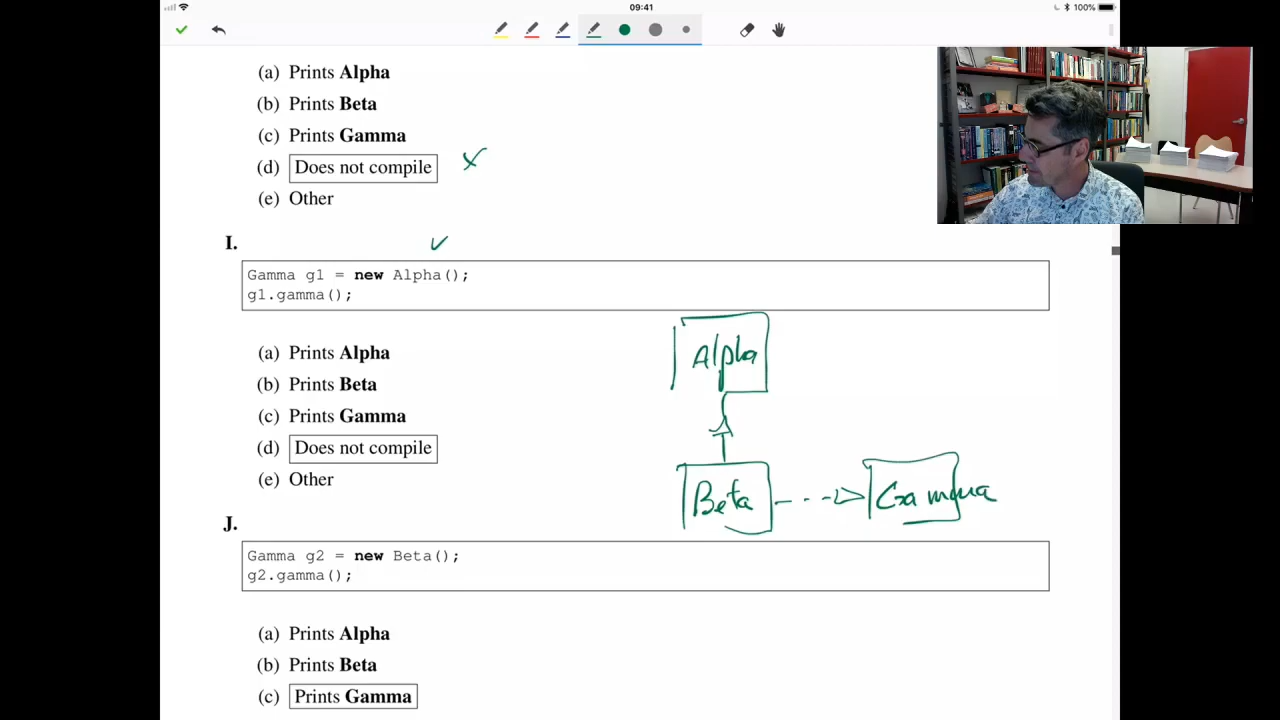 09:41
100%
(a) Prints Alpha
(b) Prints Beta
(c) Prints Gamma
(d) Does not compile
(e) Other
I.
Gamma g1 = new Alpha();
g1.gamma();
(a) Prints Alpha
(b) Prints Beta
(c) Prints Gamma
(d) Does not compile
(e) Other
Alpha
Beta
Gamma
J.
Gamma g2 = new Beta();
g2.gamma();
(a) Prints Alpha
(b) Prints Beta
(c) Prints Gamma